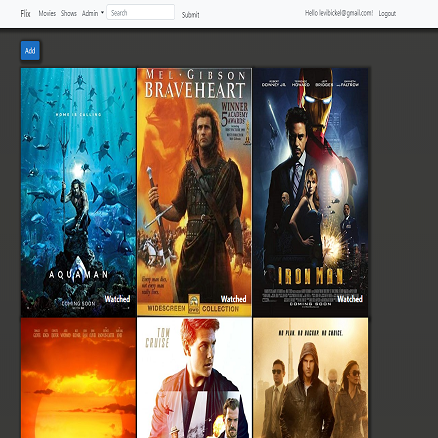 Flix Movies Shows Admin Search Submit Hello levibickel@gmail.com! Logout
Add
HOME IS CALLING
AQUAMAN
COMING SOON
Watched
MEL GIBSON
BRAVEHEART
WINNER
5 ACADEMY
AWARDS
Every man dies,
not every man
really lives.
WIDESCREEN DVD COLLECTION
Watched
ROBERT DOWNEY JR. TERRENCE HOWARD JEFF BRIDGES GWYNETH PALTROW
IRON MAN
COMING SOON
Watched
TOM
CRUISE
NO PLAN. NO BACKUP. NO CHOICE.